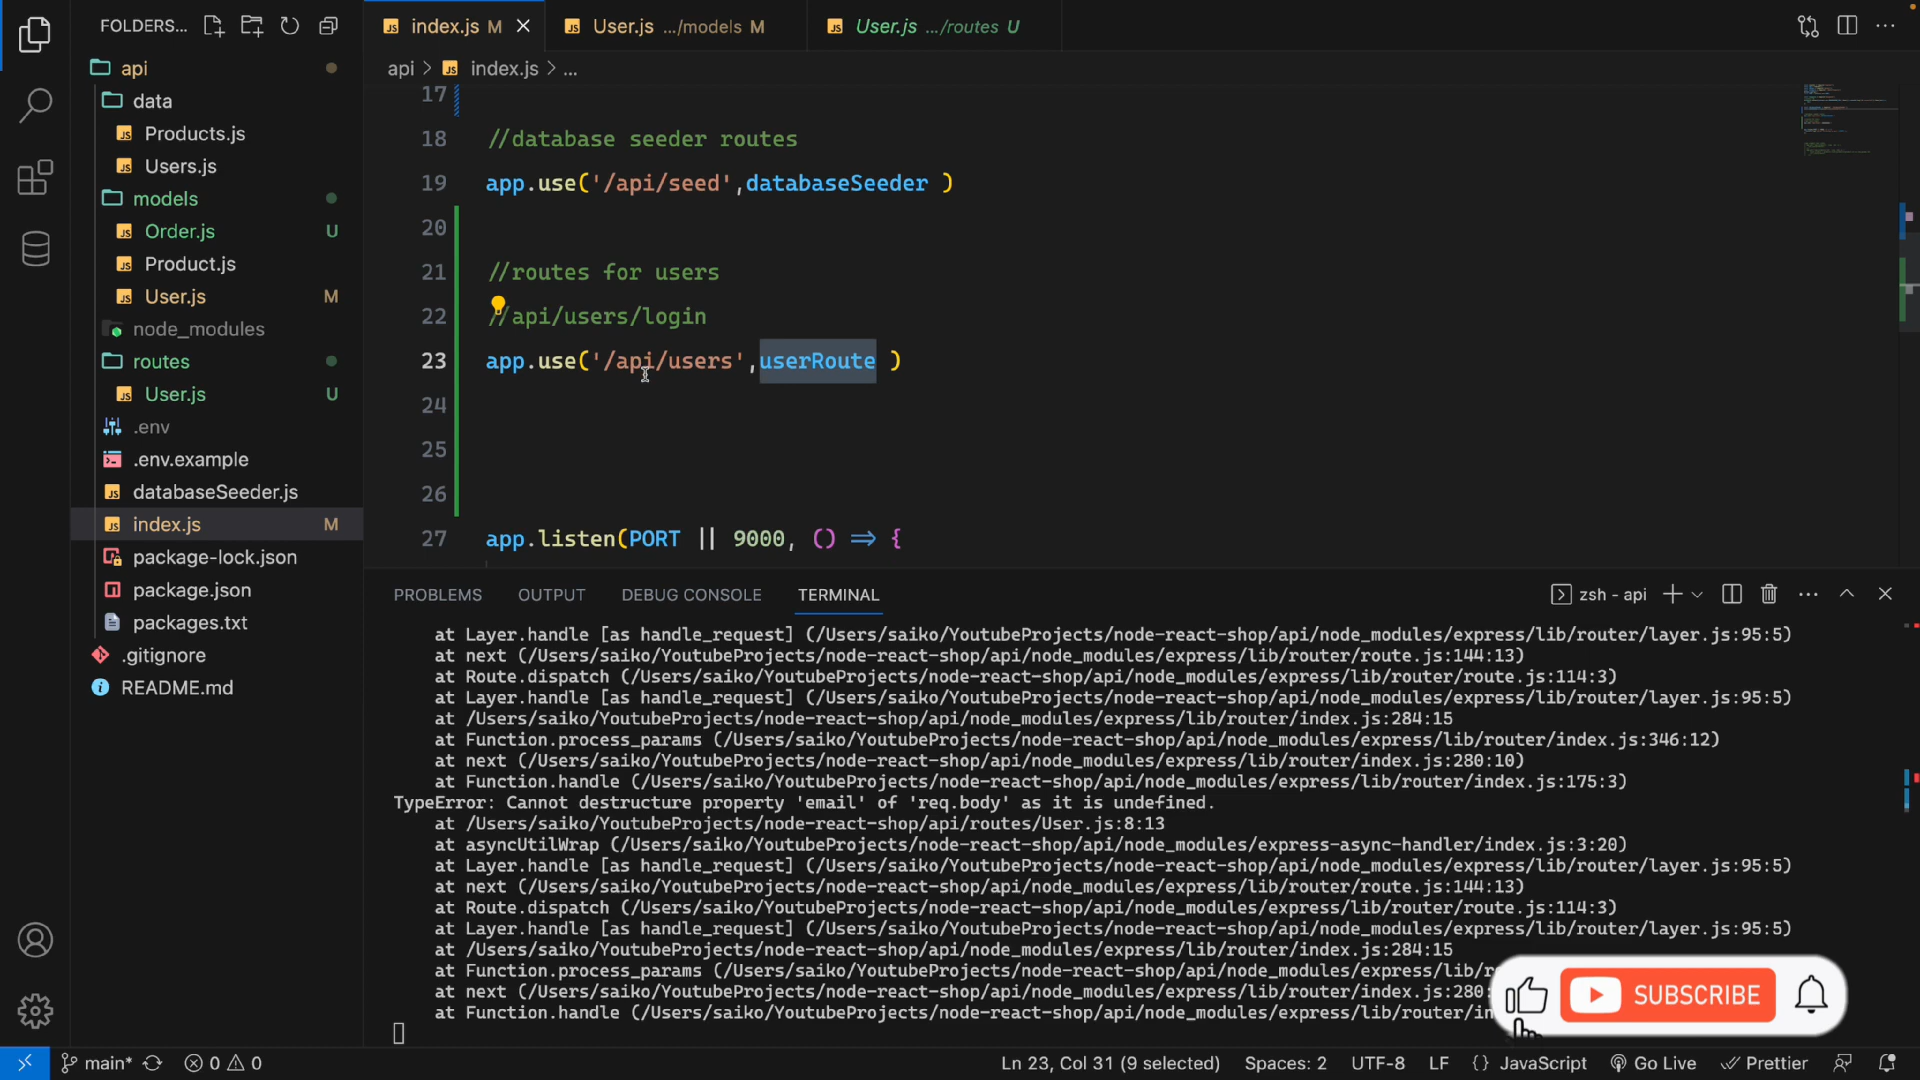 FOLDERS...
index.js M
User.js .../models M
User.js .../routes U
api
data
Products.js
Users.js
models
Order.js U
Product.js
User.js M
node_modules
routes
User.js U
.env
.env.example
databaseSeeder.js
index.js M
package-lock.json
package.json
packages.txt
.gitignore
README.md
api > index.js > ...
17
18 //database seeder routes
19 app.use('/api/seed',databaseSeeder )
20
21 //routes for users
22 //api/users/login
23 app.use('/api/users',userRoute )
24
25
26
27 app.listen(PORT || 9000, () => {
PROBLEMS OUTPUT DEBUG CONSOLE TERMINAL
zsh - api
at Layer.handle [as handle_request] (/Users/saiko/YoutubeProjects/node-react-shop/api/node_modules/express/lib/router/layer.js:95:5)
at next (/Users/saiko/YoutubeProjects/node-react-shop/api/node_modules/express/lib/router/route.js:144:13)
at Route.dispatch (/Users/saiko/YoutubeProjects/node-react-shop/api/node_modules/express/lib/router/route.js:114:3)
at Layer.handle [as handle_request] (/Users/saiko/YoutubeProjects/node-react-shop/api/node_modules/express/lib/router/layer.js:95:5)
at /Users/saiko/YoutubeProjects/node-react-shop/api/node_modules/express/lib/router/index.js:284:15
at Function.process_params (/Users/saiko/YoutubeProjects/node-react-shop/api/node_modules/express/lib/router/index.js:346:12)
at next (/Users/saiko/YoutubeProjects/node-react-shop/api/node_modules/express/lib/router/index.js:280:10)
at Function.handle (/Users/saiko/YoutubeProjects/node-react-shop/api/node_modules/express/lib/router/index.js:175:3)
TypeError: Cannot destructure property 'email' of 'req.body' as it is undefined.
at /Users/saiko/YoutubeProjects/node-react-shop/api/routes/User.js:8:13
at asyncUtilWrap (/Users/saiko/YoutubeProjects/node-react-shop/api/node_modules/express-async-handler/index.js:3:20)
at Layer.handle [as handle_request] (/Users/saiko/YoutubeProjects/node-react-shop/api/node_modules/express/lib/router/layer.js:95:5)
at next (/Users/saiko/YoutubeProjects/node-react-shop/api/node_modules/express/lib/router/route.js:144:13)
at Route.dispatch (/Users/saiko/YoutubeProjects/node-react-shop/api/node_modules/express/lib/router/route.js:114:3)
at Layer.handle [as handle_request] (/Users/saiko/YoutubeProjects/node-react-shop/api/node_modules/express/lib/router/layer.js:95:5)
at /Users/saiko/YoutubeProjects/node-react-shop/api/node_modules/express/lib/router/index.js:284:15
at Function.process_params (/Users/saiko/YoutubeProjects/node-react-shop/api/node_modules/express/lib/r
at next (/Users/saiko/YoutubeProjects/node-react-shop/api/node_modules/express/lib/router/index.js:280
at Function.handle (/Users/saiko/YoutubeProjects/node-react-shop/api/node_modules/express/lib/router/in
SUBSCRIBE
main* 0 0
Ln 23, Col 31 (9 selected) Spaces: 2 UTF-8 LF {} JavaScript Go Live Prettier